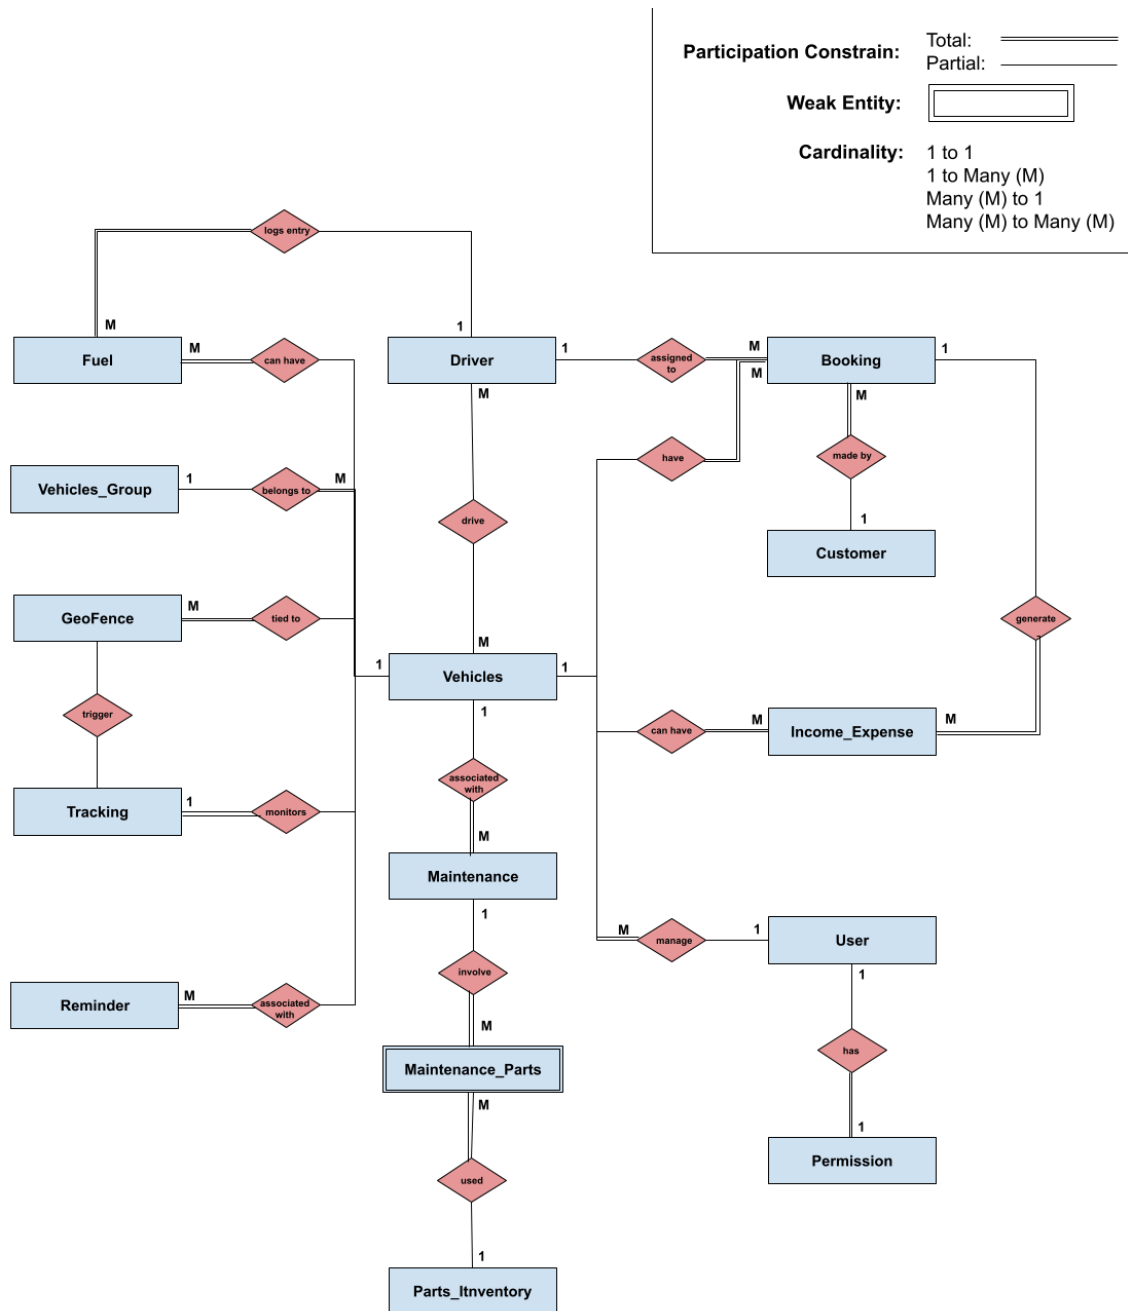 Participation Constrain:
Total:
Partial:
Weak Entity:
Cardinality:
1 to 1
1 to Many (M)
Many (M) to 1
Many (M) to Many (M)
logs entry
M
1
Fuel
M
can have
Driver
1
assigned to
M
M
Booking
1
M
M
have
made by
Vehicles_Group
1
belongs to
M
drive
1
Customer
GeoFence
M
tied to
generate
M
1
Vehicles
1
trigger
1
can have
M
Income_Expense
M
associated with
Tracking
1
monitors
M
Maintenance
1
M
manage
1
User
1
involve
Reminder
M
associated with
M
has
Maintenance_Parts
M
1
Permission
used
1
Parts_Itnventory